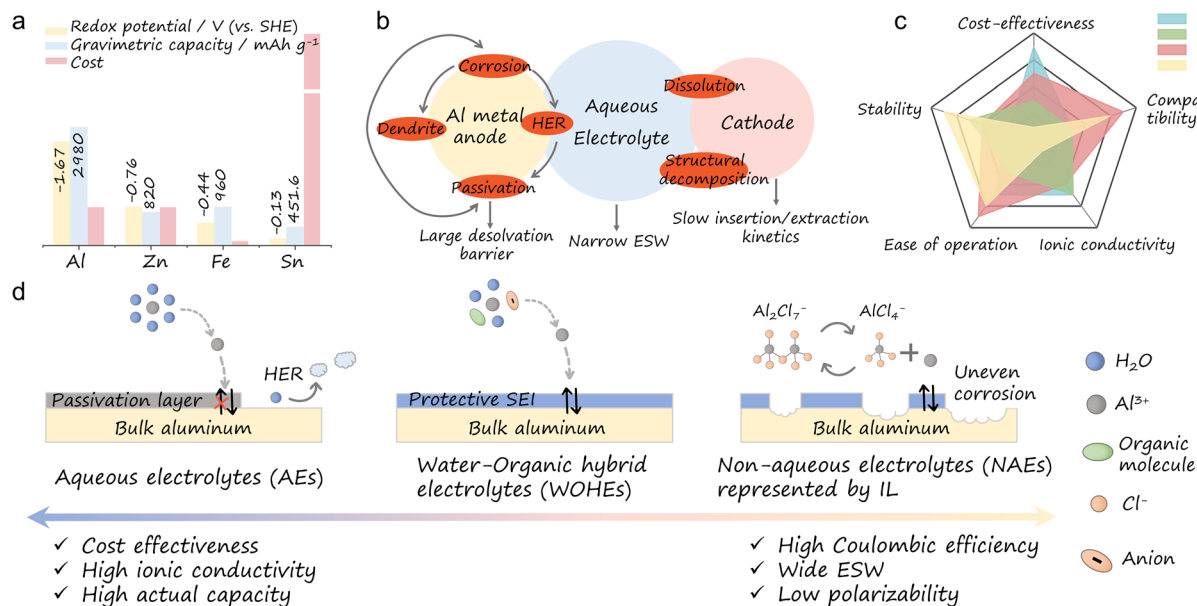 a
Redox potential / V (vs. SHE)
Gravimetric capacity / mAh g⁻¹
Cost
-1.67
2980
-0.76
820
-0.44
960
-0.13
451.6
Al
Zn
Fe
Sn
b
Corrosion
Dendrite
Al metal
anode
HER
Passivation
Aqueous
Electrolyte
Dissolution
Cathode
Structural
decomposition
Large desolvation
barrier
Narrow ESW
Slow insertion/extraction
kinetics
c
Cost-effectiveness
Compa
tibility
Ionic conductivity
Ease of operation
Stability
d
HER
Passivation layer
Bulk aluminum
Aqueous electrolytes (AEs)
Protective SEI
Bulk aluminum
Water-Organic hybrid
electrolytes (WOHEs)
Al₂Cl₇⁻
AlCl₄⁻
+
Uneven
corrosion
Bulk aluminum
Non-aqueous electrolytes (NAEs)
represented by IL
H₂O
Al³⁺
Organic
molecule
Cl⁻
Anion
✓ Cost effectiveness
✓ High ionic conductivity
✓ High actual capacity
✓ High Coulombic efficiency
✓ Wide ESW
✓ Low polarizability